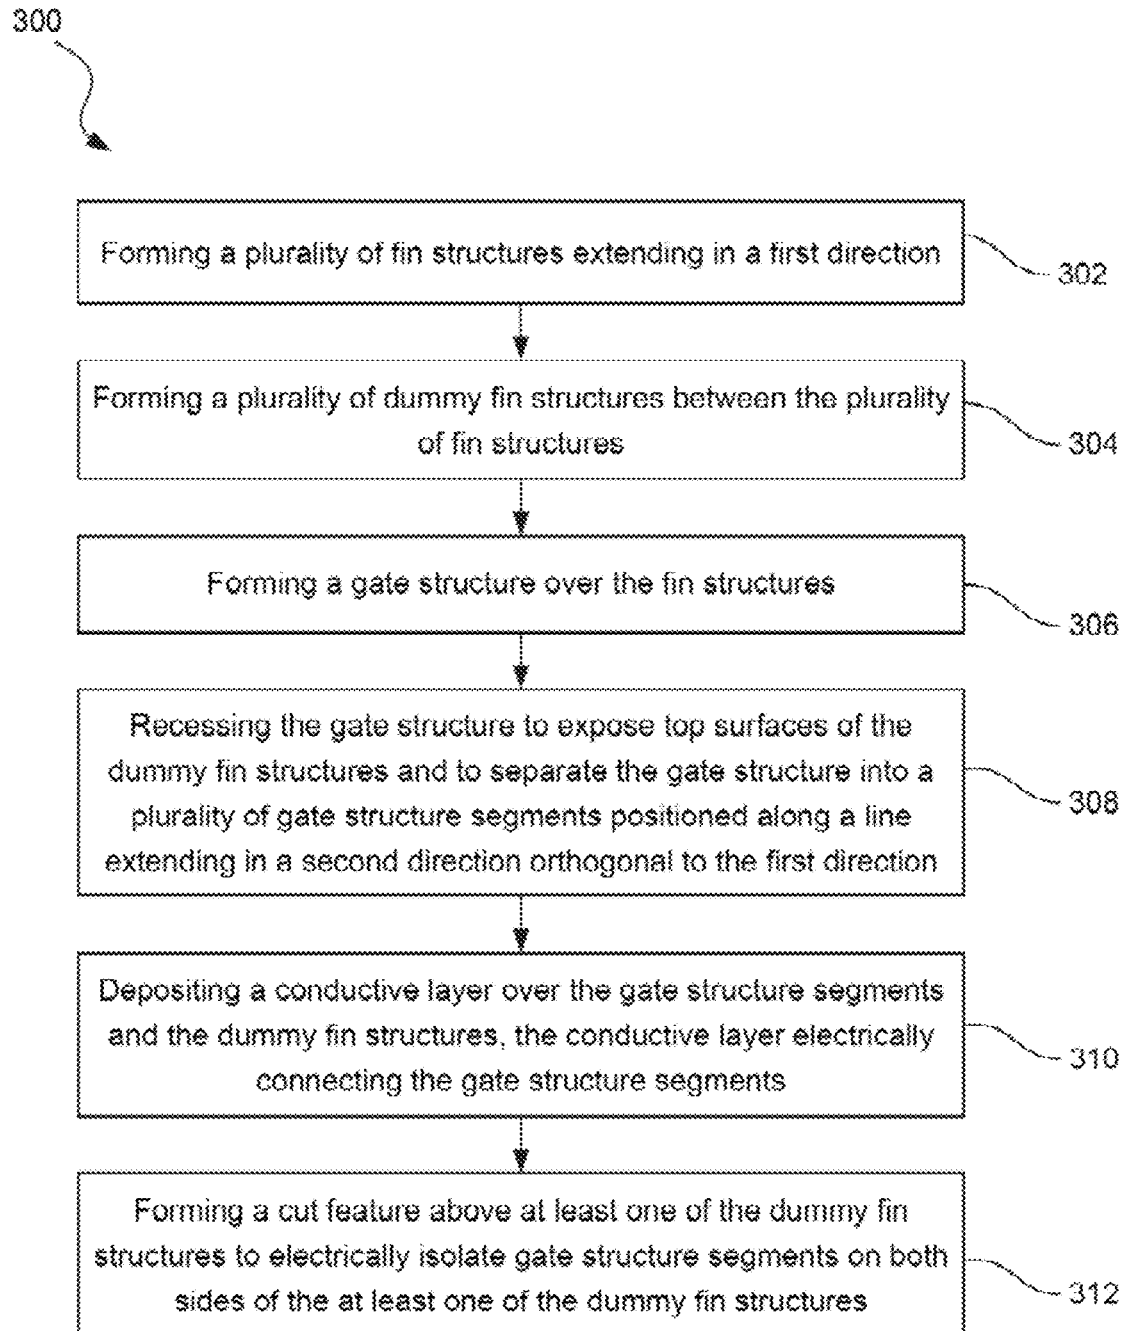 300
Forming a plurality of fin structures extending in a first direction
302
Forming a plurality of dummy fin structures between the plurality
of fin structures
304
Forming a gate structure over the fin structures
306
Recessing the gate structure to expose top surfaces of the
dummy fin structures and to separate the gate structure into a
plurality of gate structure segments positioned along a line
extending in a second direction orthogonal to the first direction
308
Depositing a conductive layer over the gate structure segments
and the dummy fin structures, the conductive layer electrically
connecting the gate structure segments
310
Forming a cut feature above at least one of the dummy fin
structures to electrically isolate gate structure segments on both
sides of the at least one of the dummy fin structures
312